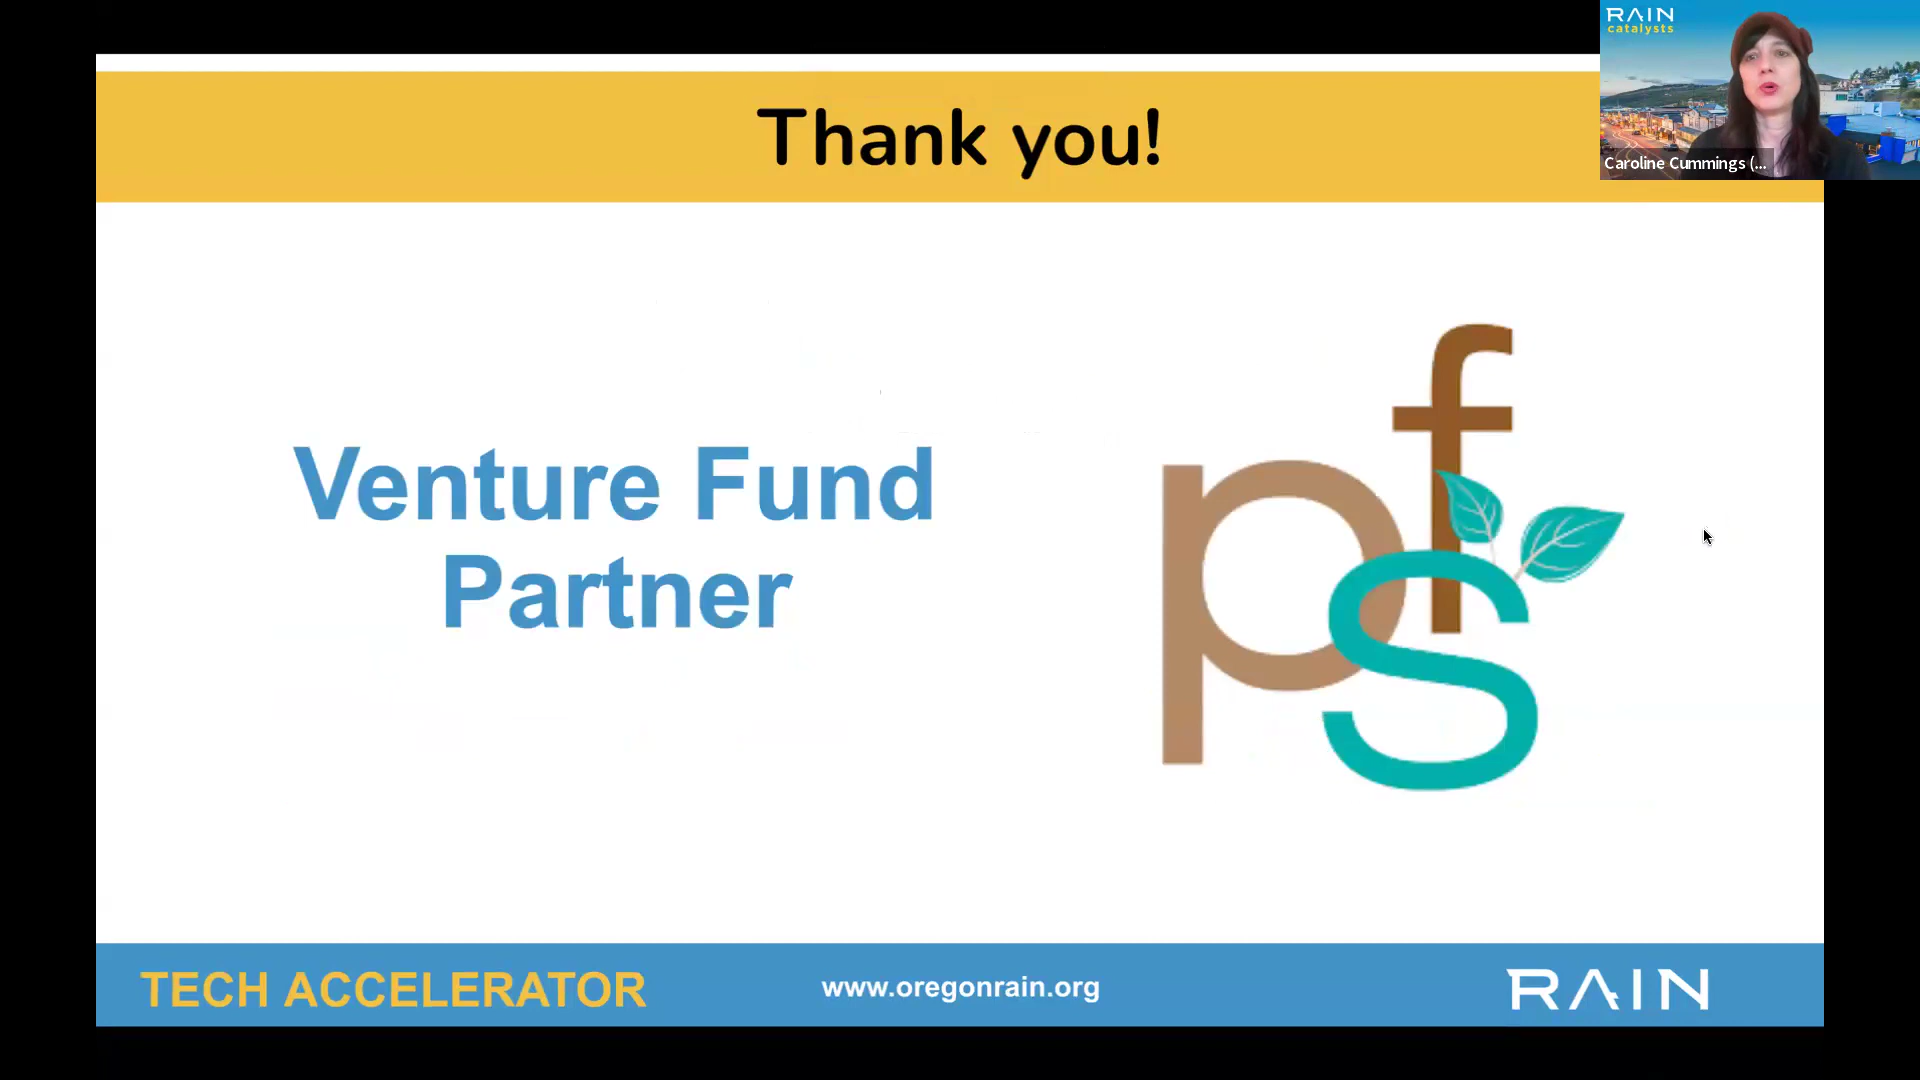 RAIN
catalysts
Caroline Cummings (...
Thank you!
Venture Fund
Partner
pfs
TECH ACCELERATOR
www.oregonrain.org
RAIN